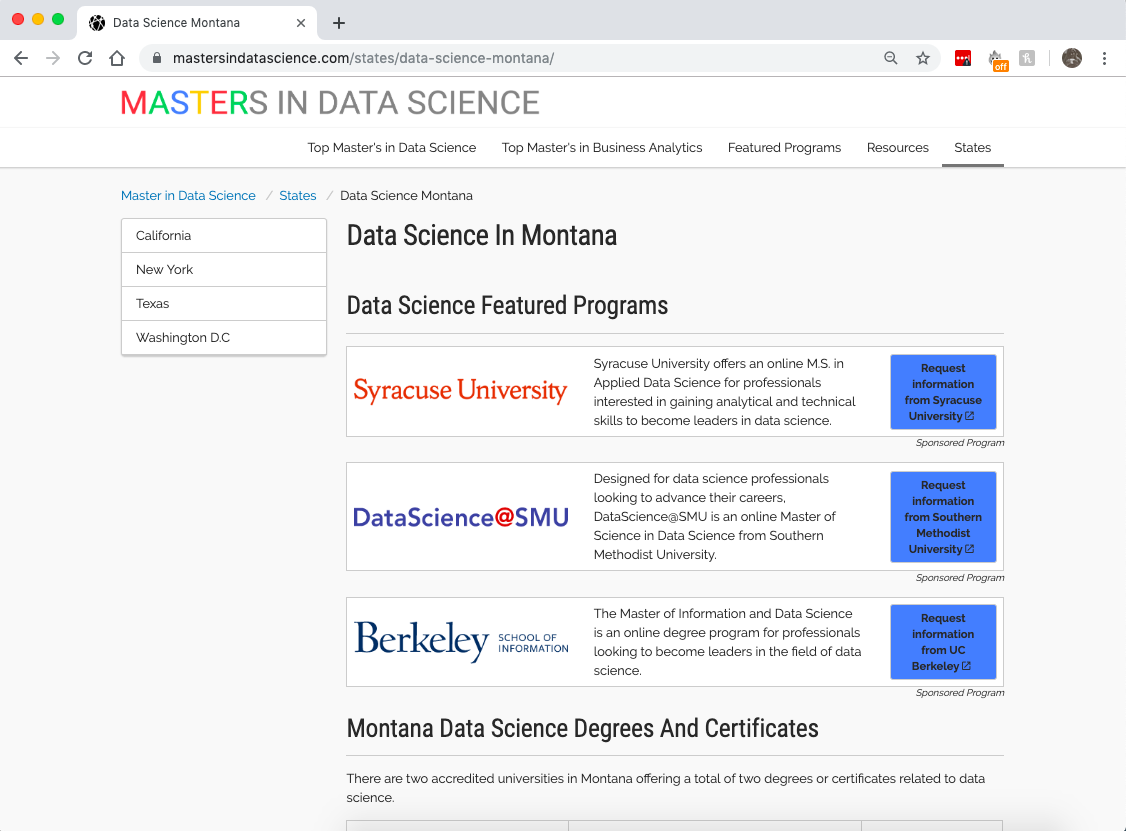 Data Science Montana
mastersindatascience.com/states/data-science-montana/
off
MASTERS IN DATA SCIENCE
Top Master's in Data Science
Top Master's in Business Analytics
Featured Programs
Resources
States
Master in Data Science / States / Data Science Montana
California
New York
Texas
Washington D.C
Data Science In Montana
Data Science Featured Programs
Syracuse University
Syracuse University offers an online M.S. in
Applied Data Science for professionals
interested in gaining analytical and technical
skills to become leaders in data science.
Request
information
from Syracuse
University
Sponsored Program
DataScience@SMU
Designed for data science professionals
looking to advance their careers,
DataScience@SMU is an online Master of
Science in Data Science from Southern
Methodist University.
Request
information
from Southern
Methodist
University
Sponsored Program
Berkeley SCHOOL OF
INFORMATION
The Master of Information and Data Science
is an online degree program for professionals
looking to become leaders in the field of data
science.
Request
information
from UC
Berkeley
Sponsored Program
Montana Data Science Degrees And Certificates
There are two accredited universities in Montana offering a total of two degrees or certificates related to data
science.